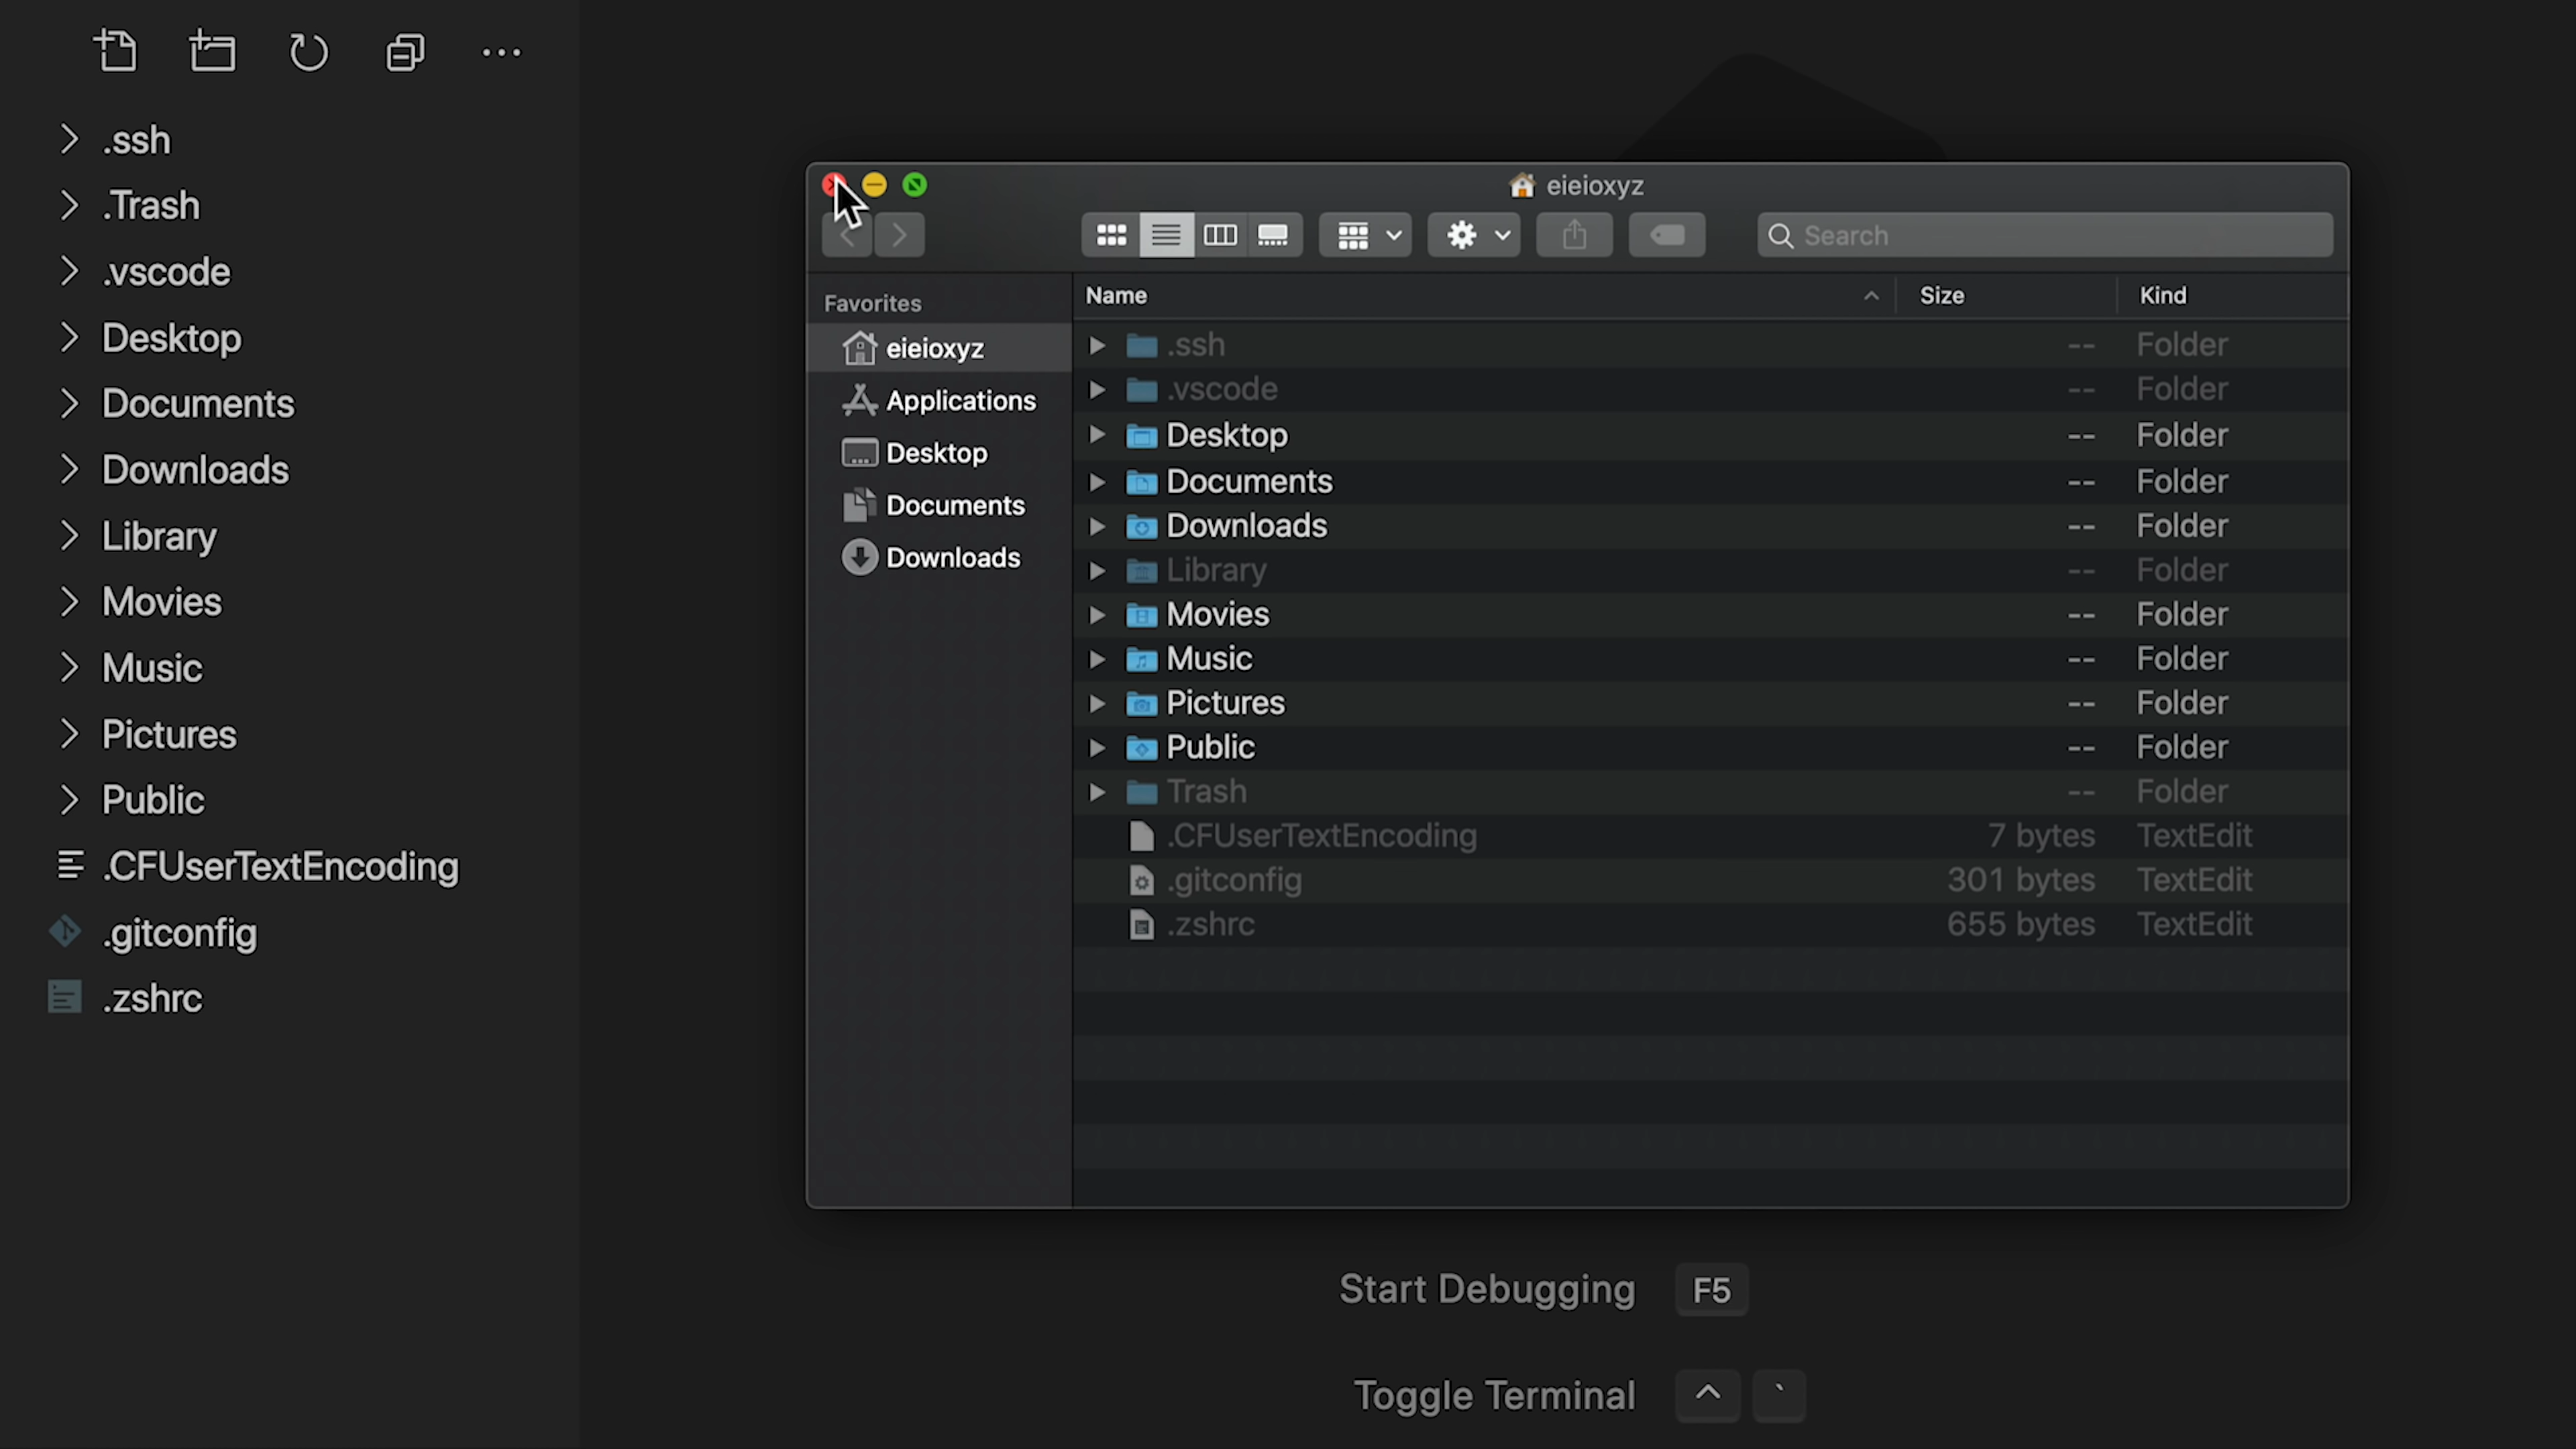 .ssh
.Trash
.vscode
Desktop
Documents
Downloads
Library
Movies
Music
Pictures
Public
.CFUserTextEncoding
.gitconfig
.zshrc
eieioxyz
Search
Favorites
eieioxyz
Applications
Desktop
Documents
Downloads
Name Size Kind
.ssh -- Folder
.vscode -- Folder
Desktop -- Folder
Documents -- Folder
Downloads -- Folder
Library -- Folder
Movies -- Folder
Music -- Folder
Pictures -- Folder
Public -- Folder
Trash -- Folder
.CFUserTextEncoding 7 bytes TextEdit
.gitconfig 301 bytes TextEdit
.zshrc 655 bytes TextEdit
Start Debugging F5
Toggle Terminal ^ `